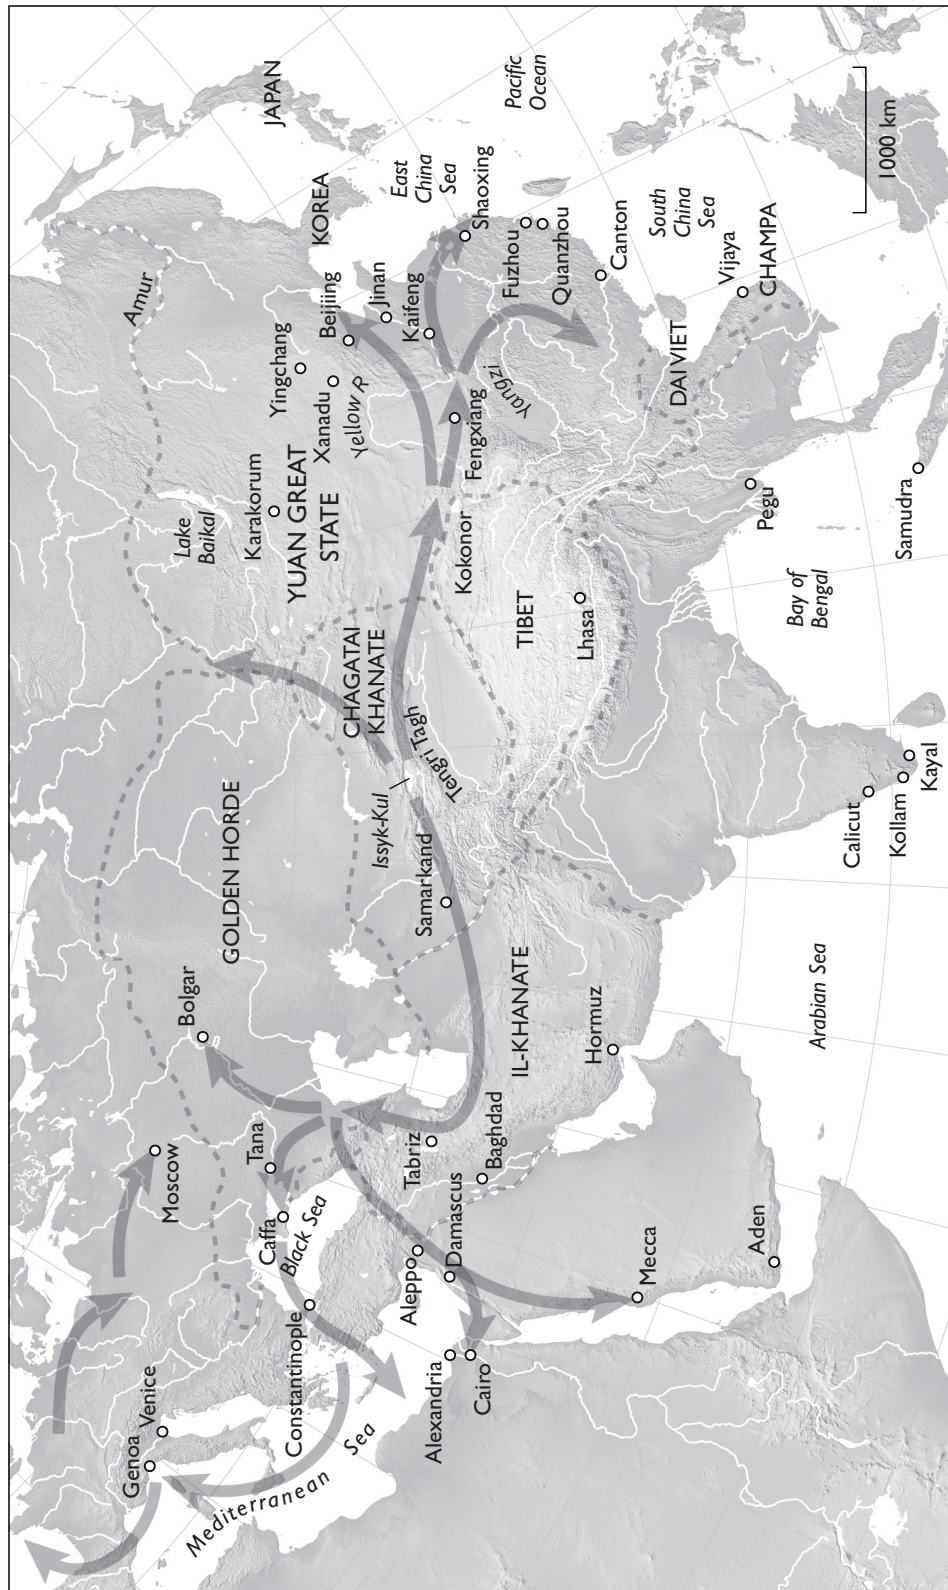 JAPAN
Pacific
Ocean
KOREA
East
China
Sea
Shaoxing
Amur
Yingchang
Beijing
Jinan
Xanadu
Yellow R
Kaifeng
Fuzhou
Quanzhou
Canton
South
China
Sea
Vijaya
CHAMPA
1000 km
Lake
Baikal
Karakorum
YUAN GREAT
STATE
Fengxiang
Yangzi
DAI VIET
Kokonor
Pegu
Samudra
TIBET
Lhasa
Bay of
Bengal
CHAGATAI
KHANATE
Tengri Tagh
Issyk-Kul
GOLDEN HORDE
Samarkand
Calicut
Kollam
Kayal
Bolgar
IL-KHANATE
Hormuz
Arabian Sea
Moscow
Tana
Tabriz
Baghdad
Caffa
Black Sea
Aleppo
Damascus
Mecca
Aden
Genoa
Venice
Constantinople
Alexandria
Cairo
Mediterranean
Sea